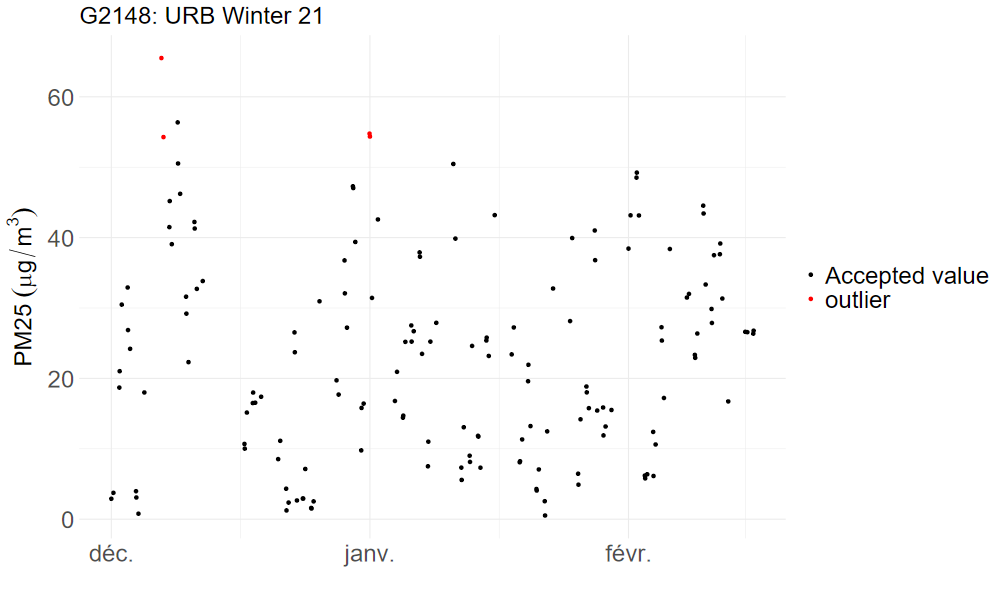 G2148: URB Winter 21
PM25 (μg/m³)
60
40
20
0
déc.
janv.
févr.
Accepted value
outlier